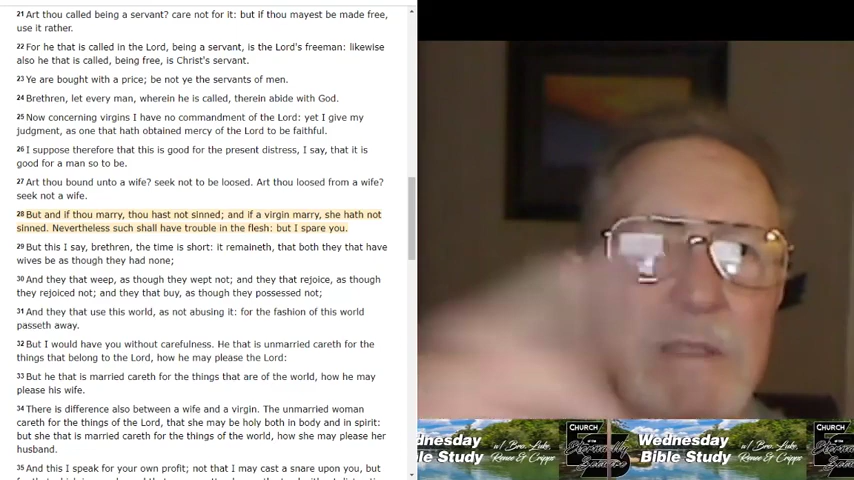 21 Art thou called being a servant? care not for it: but if thou mayest be made free,
use it rather.
22 For he that is called in the Lord, being a servant, is the Lord's freeman: likewise
also he that is called, being free, is Christ's servant.
23 Ye are bought with a price; be not ye the servants of men.
24 Brethren, let every man, wherein he is called, therein abide with God.
25 Now concerning virgins I have no commandment of the Lord: yet I give my
judgment, as one that hath obtained mercy of the Lord to be faithful.
26 I suppose therefore that this is good for the present distress, I say, that it is
good for a man so to be.
27 Art thou bound unto a wife? seek not to be loosed. Art thou loosed from a wife?
seek not a wife.
28 But and if thou marry, thou hast not sinned; and if a virgin marry, she hath not
sinned. Nevertheless such shall have trouble in the flesh: but I spare you.
29 But this I say, brethren, the time is short: it remaineth, that both they that have
wives be as though they had none;
30 And they that weep, as though they wept not; and they that rejoice, as though
they rejoiced not; and they that buy, as though they possessed not;
31 And they that use this world, as not abusing it: for the fashion of this world
passeth away.
32 But I would have you without carefulness. He that is unmarried careth for the
things that belong to the Lord, how he may please the Lord:
33 But he that is married careth for the things that are of the world, how he may
please his wife.
34 There is difference also between a wife and a virgin. The unmarried woman
careth for the things of the Lord, that she may be holy both in body and in spirit:
but she that is married careth for the things of the world, how she may please her
husband.
35 And this I speak for your own profit; not that I may cast a snare upon you, but
dnesday
le Study
w/ Bro. Luke,
Renee & Cripps
CHURCH
Wednesday
Bible Study
w/ Bro. Luke,
Renee & Cripps
CHURCH